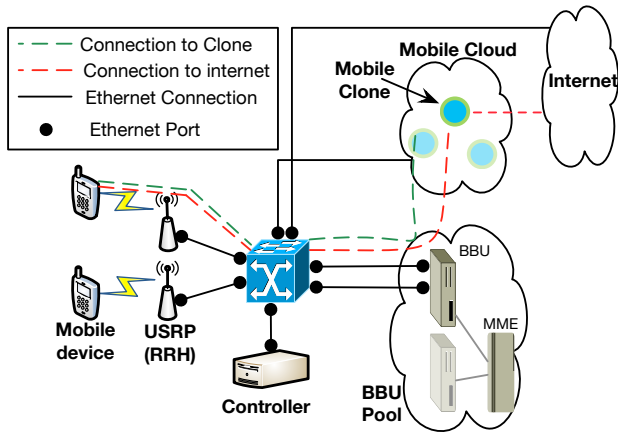 Connection to Clone
Connection to internet
Ethernet Connection
Ethernet Port
Mobile Cloud
Mobile
Clone
Internet
BBU
MME
Mobile
device
USRP
(RRH)
Controller
BBU
Pool